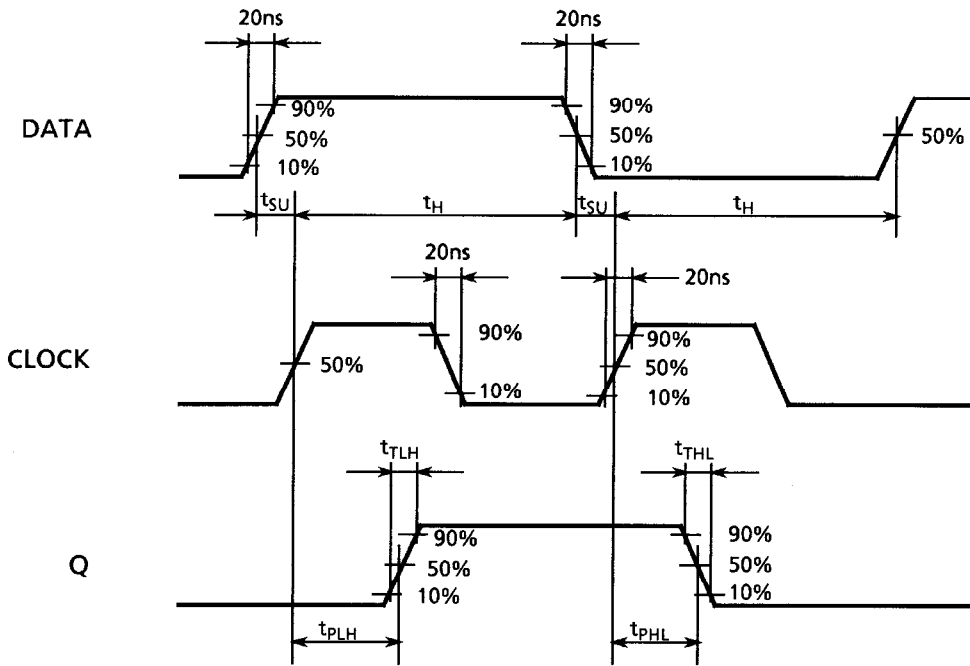 20ns 20ns
DATA
90% 90%
50% 50% 50%
10% 10%
tSU tH tSU tH
20ns 20ns
CLOCK
90% 90%
50% 50%
10% 10%
tTLH tTHL
Q
90% 90%
50% 50%
10% 10%
tPLH tPHL